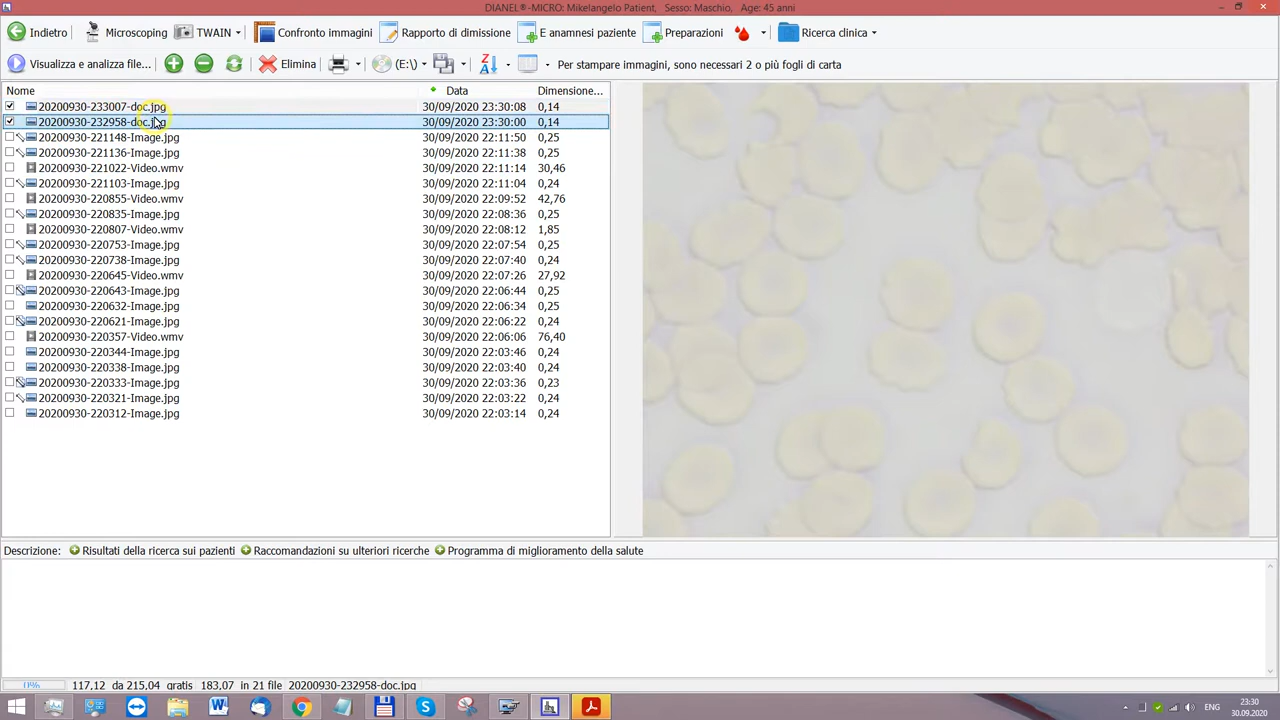 DIANEL®-MICRO: Mikelangelo Patient, Sesso: Maschio, Age: 45 anni
Indietro Microscoping TWAIN Confronto immagini Rapporto di dimissione E anamnesi paziente Preparazioni Ricerca clinica
Visualizza e analizza file... Elimina (E:\) Per stampare immagini, sono necessari 2 o più fogli di carta
Nome Data Dimensione...
20200930-233007-doc.jpg 30/09/2020 23:30:08 0,14
20200930-232958-doc.jpg 30/09/2020 23:30:00 0,14
20200930-221148-Image.jpg 30/09/2020 22:11:50 0,25
20200930-221136-Image.jpg 30/09/2020 22:11:38 0,25
20200930-221022-Video.wmv 30/09/2020 22:11:14 30,46
20200930-221103-Image.jpg 30/09/2020 22:11:04 0,24
20200930-220855-Video.wmv 30/09/2020 22:09:52 42,76
20200930-220835-Image.jpg 30/09/2020 22:08:36 0,25
20200930-220807-Video.wmv 30/09/2020 22:08:12 1,85
20200930-220753-Image.jpg 30/09/2020 22:07:54 0,25
20200930-220738-Image.jpg 30/09/2020 22:07:40 0,24
20200930-220645-Video.wmv 30/09/2020 22:07:26 27,92
20200930-220643-Image.jpg 30/09/2020 22:06:44 0,25
20200930-220632-Image.jpg 30/09/2020 22:06:34 0,25
20200930-220621-Image.jpg 30/09/2020 22:06:22 0,24
20200930-220357-Video.wmv 30/09/2020 22:06:06 76,40
20200930-220344-Image.jpg 30/09/2020 22:03:46 0,24
20200930-220338-Image.jpg 30/09/2020 22:03:40 0,24
20200930-220333-Image.jpg 30/09/2020 22:03:36 0,23
20200930-220321-Image.jpg 30/09/2020 22:03:22 0,24
20200930-220312-Image.jpg 30/09/2020 22:03:14 0,24
Descrizione: Risultati della ricerca sui pazienti Raccomandazioni su ulteriori ricerche Programma di miglioramento della salute
0% 117,12 da 215,04 gratis 183,07 in 21 file 20200930-232958-doc.jpg
ENG 23:30
30.09.2020